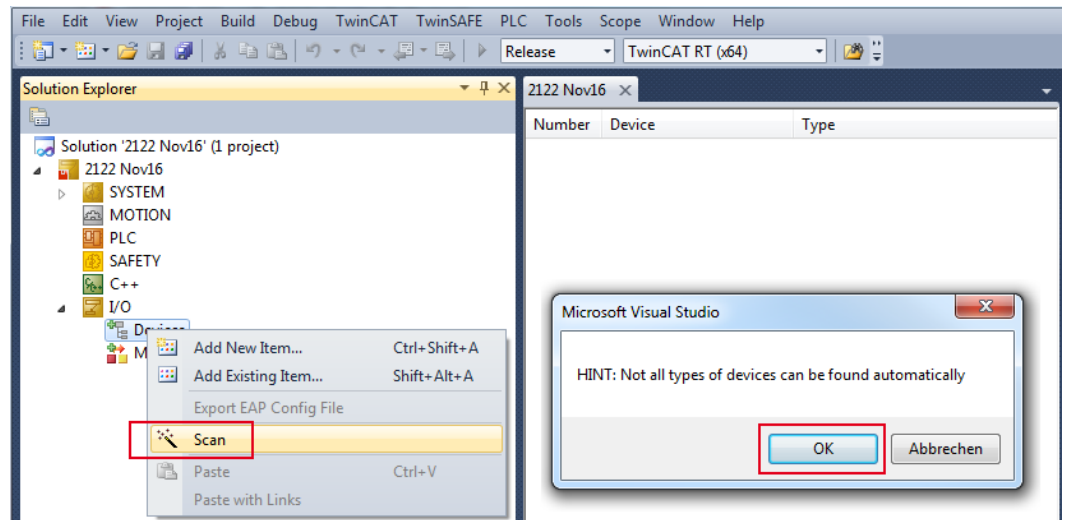 File Edit View Project Build Debug TwinCAT TwinSAFE PLC Tools Scope Window Help
Release TwinCAT RT (x64)
Solution Explorer
2122 Nov16
Number Device Type
Solution '2122 Nov16' (1 project)
2122 Nov16
SYSTEM
MOTION
PLC
SAFETY
C++
I/O
Devices
M
Add New Item... Ctrl+Shift+A
Add Existing Item... Shift+Alt+A
Export EAP Config File
Scan
Paste Ctrl+V
Paste with Links
Microsoft Visual Studio
HINT: Not all types of devices can be found automatically
OK Abbrechen